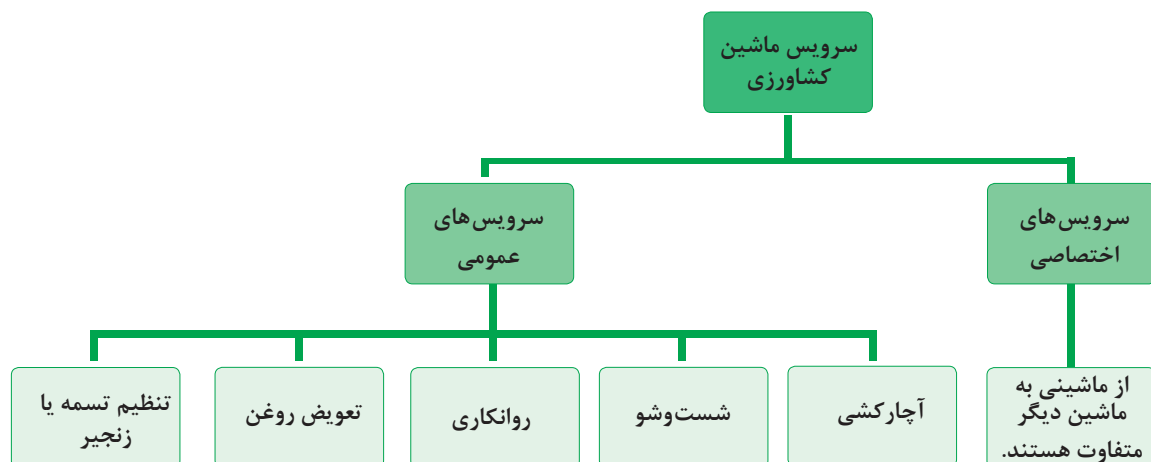 سرویس ماشین
کشاورزی
سرویس‌های
اختصاصی
سرویس‌های
عمومی
از ماشینی به
ماشین دیگر
متفاوت هستند.
آچارکشی
شست‌وشو
روانکاری
تعویض روغن
تنظیم تسمه یا
زنجیر